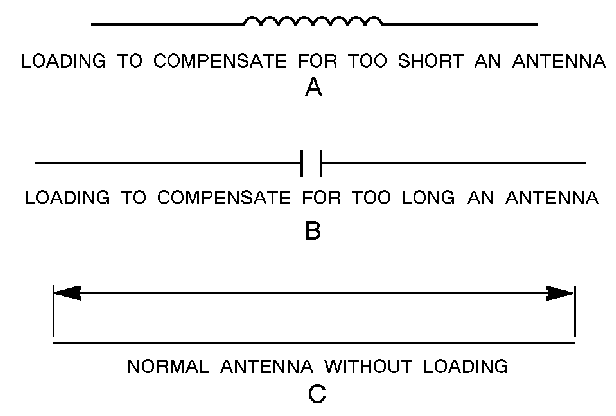 LOADING TO COMPENSATE FOR TOO SHORT AN ANTENNA
A
LOADING TO COMPENSATE FOR TOO LONG AN ANTENNA
B
NORMAL ANTENNA WITHOUT LOADING
C